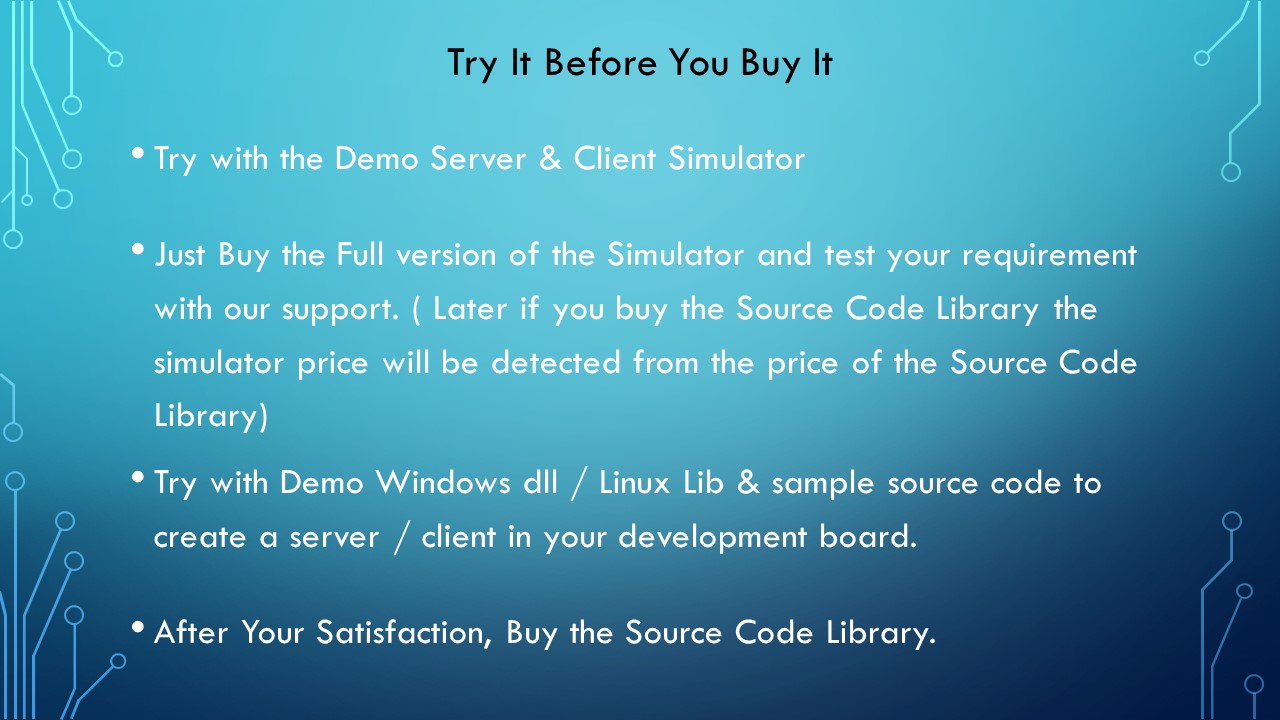 Try It Before You Buy It
• Try with the Demo Server & Client Simulator
• Just Buy the Full version of the Simulator and test your requirement
with our support. ( Later if you buy the Source Code Library the
simulator price will be detected from the price of the Source Code
Library)
• Try with Demo Windows dll / Linux Lib & sample source code to
create a server / client in your development board.
• After Your Satisfaction, Buy the Source Code Library.